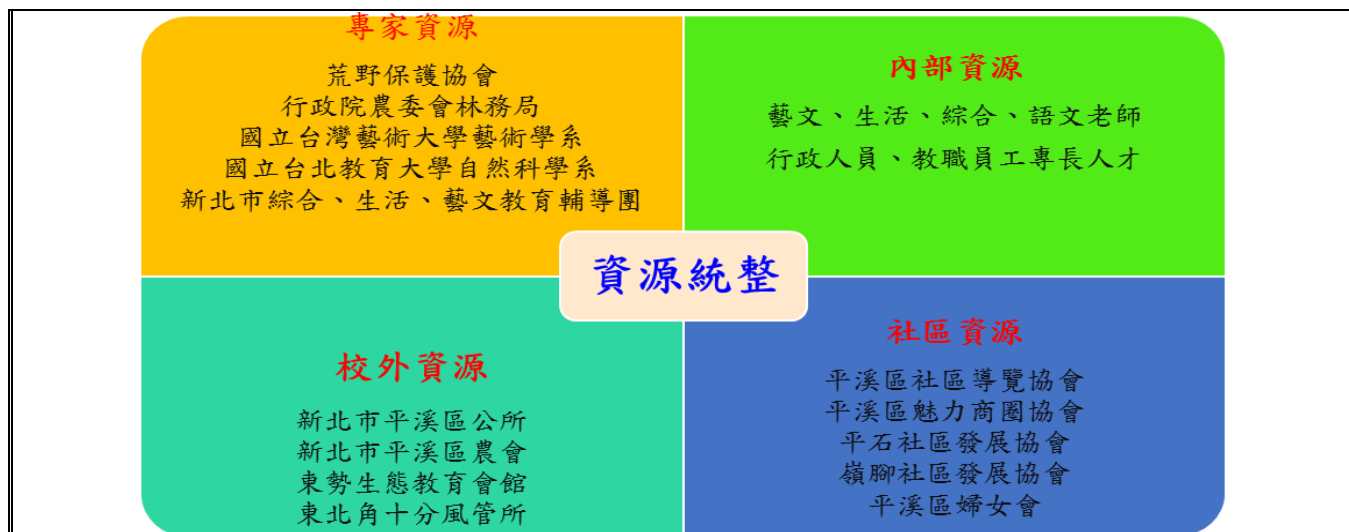 專家資源
荒野保護協會
行政院農委會林務局
國立台灣藝術大學藝術學系
國立台北教育大學自然科學系
新北市綜合、生活、藝文教育輔導團
內部資源
藝文、生活、綜合、語文老師
行政人員、教職員工專長人才
資源統整
校外資源
新北市平溪區公所
新北市平溪區農會
東勢生態教育會館
東北角十分風管所
社區資源
平溪區社區導覽協會
平溪區魅力商圈協會
平石社區發展協會
嶺腳社區發展協會
平溪區婦女會